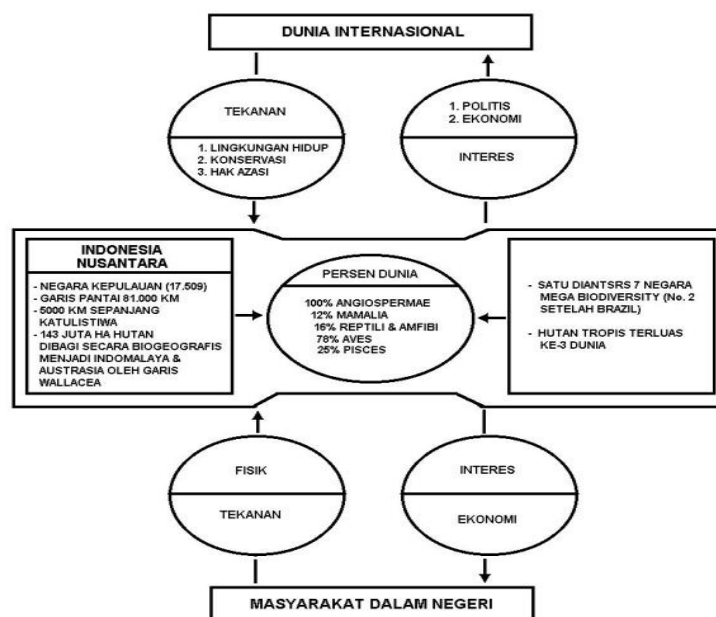 DUNIA INTERNASIONAL
TEKANAN
1. LINGKUNGAN HIDUP
2. KONSERVASI
3. HAK AZASI
1. POLITIS
2. EKONOMI
INTERES
INDONESIA
NUSANTARA
- NEGARA KEPULAUAN (17.509)
- GARIS PANTAI 81.000 KM
- 5000 KM SEPANJANG
KATULISTIWA
- 143 JUTA HA HUTAN
DIBAGI SECARA BIOGEOGRAFIS
MENJADI INDOMALAYA &
AUSTRASIA OLEH GARIS
WALLACEA
PERSEN DUNIA
100% ANGIOSPERMAE
12% MAMALIA
16% REPTILI & AMFIBI
78% AVES
25% PISCES
- SATU DIANTSRS 7 NEGARA
MEGA BIODIVERSITY (No. 2
SETELAH BRAZIL)
- HUTAN TROPIS TERLUAS
KE-3 DUNIA
FISIK
TEKANAN
INTERES
EKONOMI
MASYARAKAT DALAM NEGERI